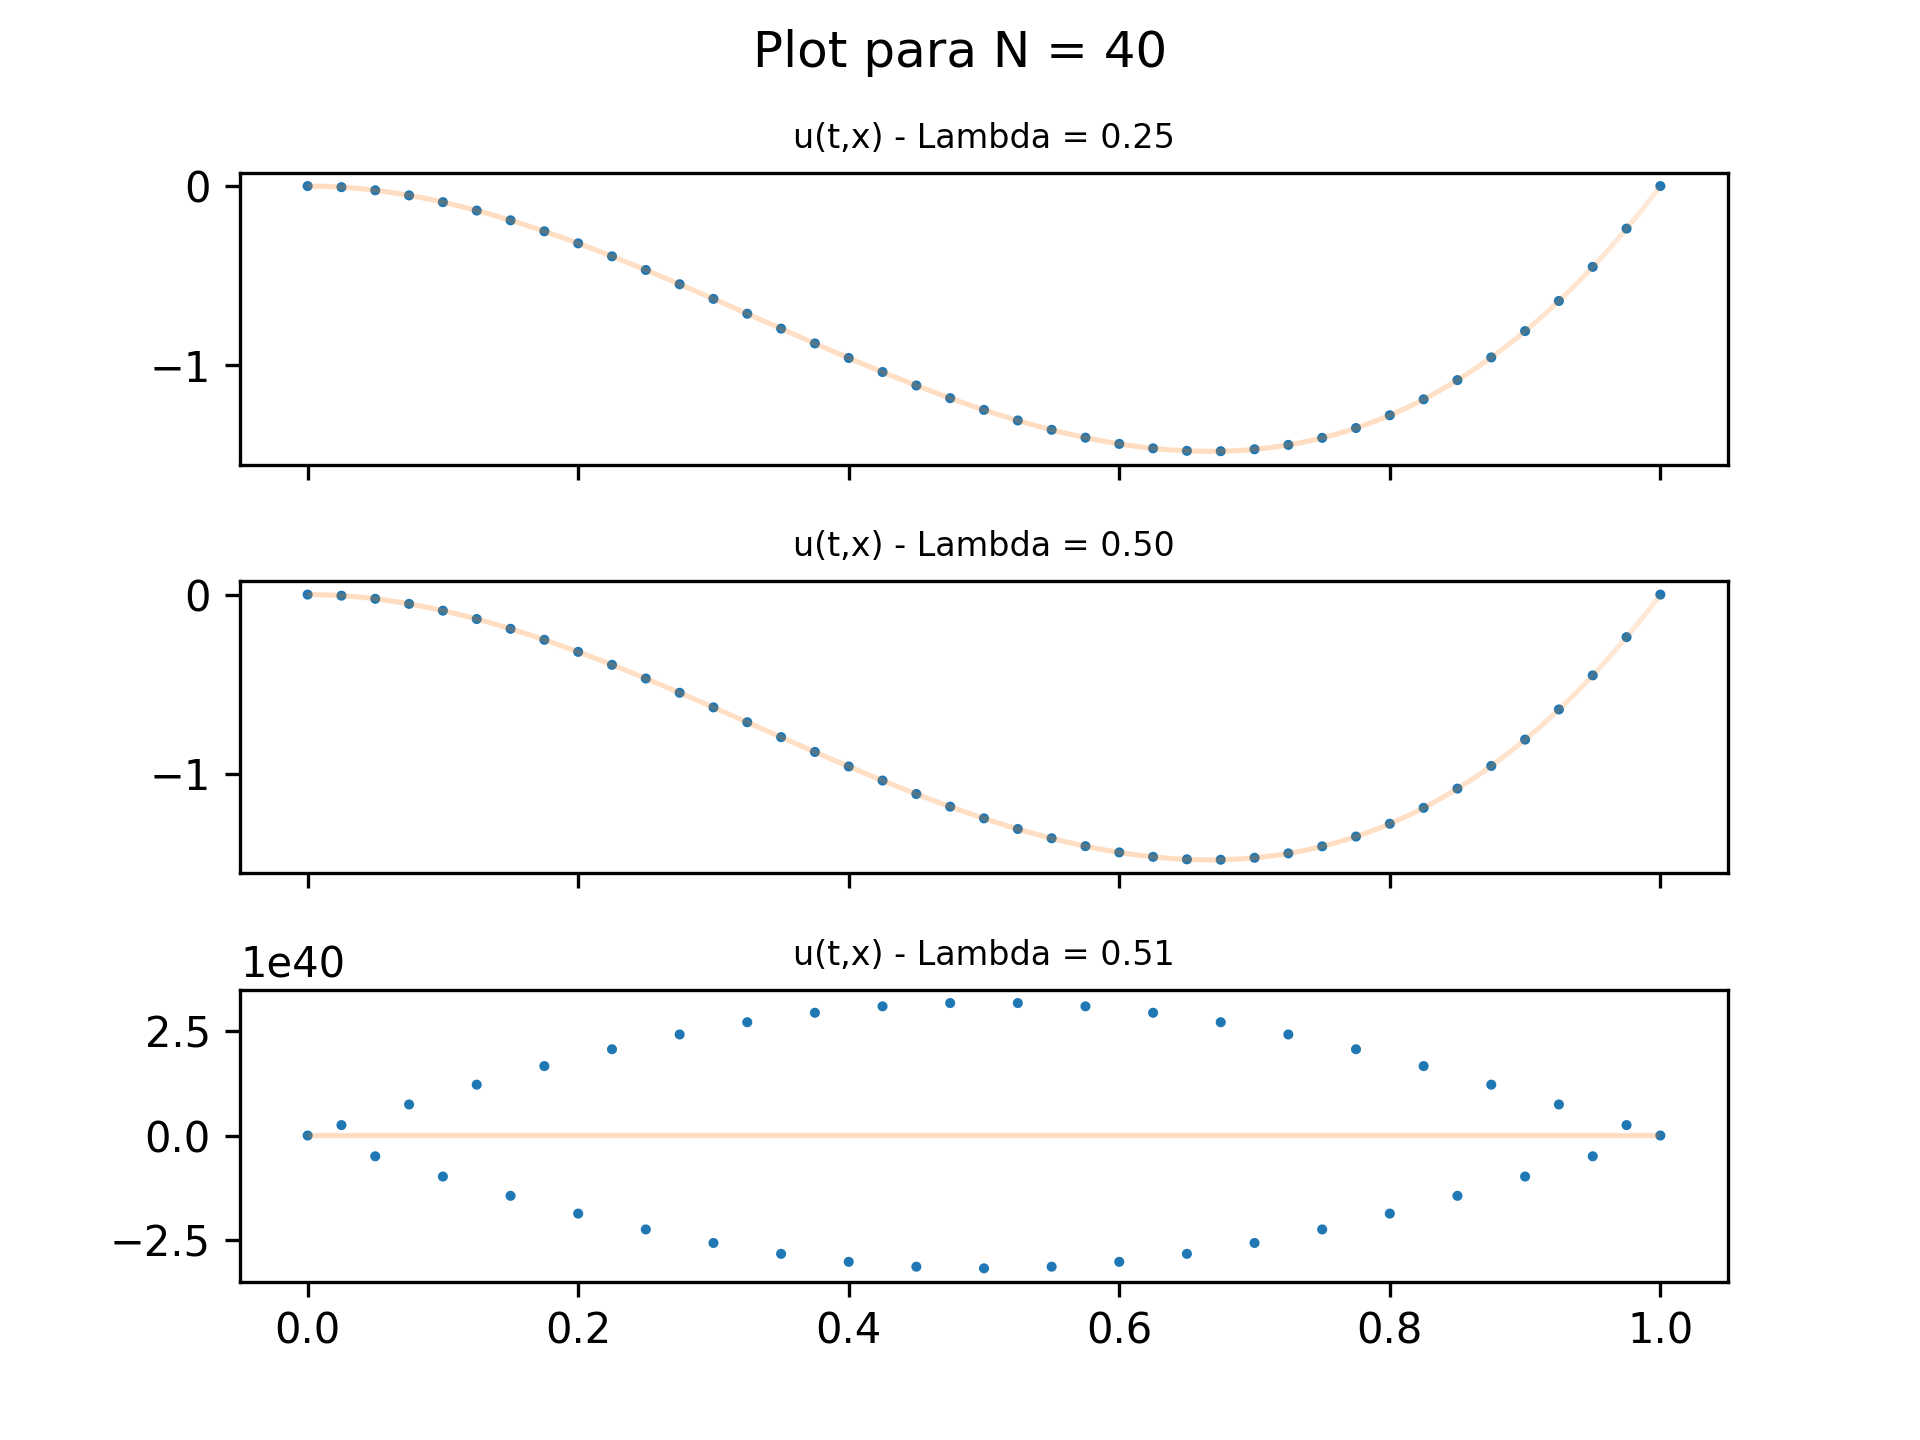 Plot para N = 40
u(t,x) - Lambda = 0.25
0
−1
u(t,x) - Lambda = 0.50
0
−1
1e40
u(t,x) - Lambda = 0.51
2.5
0.0
−2.5
0.0 0.2 0.4 0.6 0.8 1.0